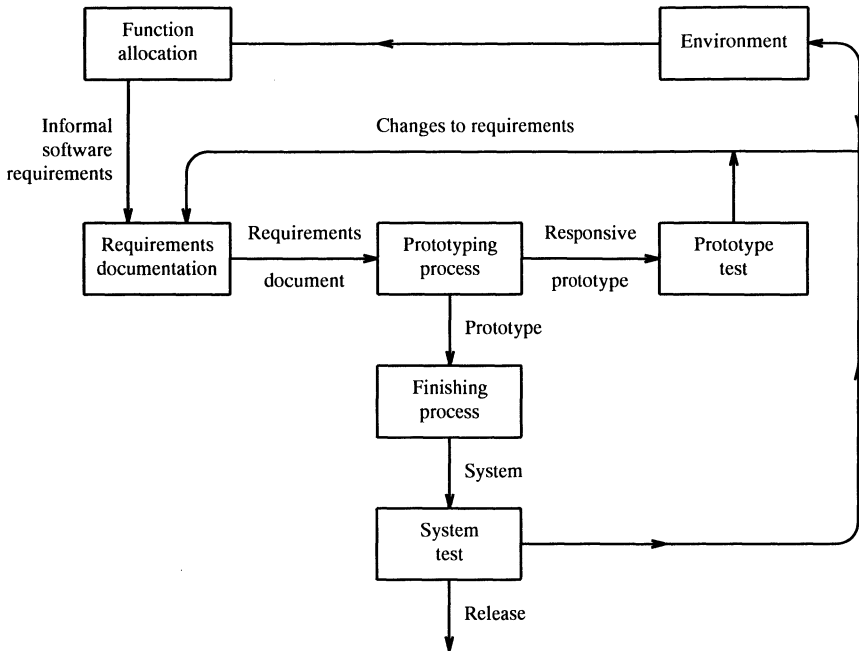 Function
allocation
Environment
Informal
software
requirements
Changes to requirements
Requirements
documentation
Requirements
document
Prototyping
process
Responsive
prototype
Prototype
test
Prototype
Finishing
process
System
System
test
Release